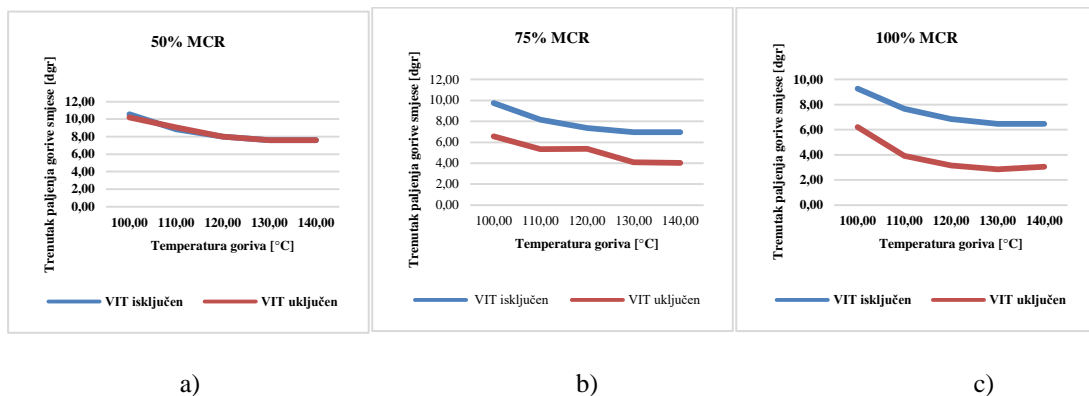 50% MCR
Trenutak paljenja gorive smjese [dgr]
12,00
10,00
8,00
6,00
4,00
2,00
0,00
100,00 110,00 120,00 130,00 140,00
Temperatura goriva [°C]
VIT isključen VIT uključen
a)
75% MCR
Trenutak paljenja gorive smjese [dgr]
12,00
10,00
8,00
6,00
4,00
2,00
0,00
100,00 110,00 120,00 130,00 140,00
Temperatura goriva [°C]
VIT isključen VIT uključen
b)
100% MCR
Trenutak paljenja gorive smjese [dgr]
10,00
8,00
6,00
4,00
2,00
0,00
100,00 110,00 120,00 130,00 140,00
Temperatura goriva [°C]
VIT isključen VIT uključen
c)